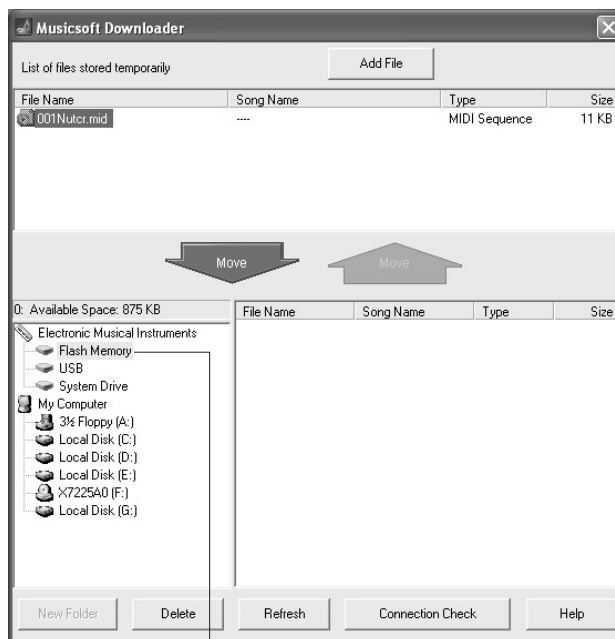 Musicsoft Downloader
List of files stored temporarily
Add File
File Name Song Name Type Size
001Nutcr.mid ---- MIDI Sequence 11 KB
Move Move
0: Available Space: 875 KB
File Name Song Name Type Size
Electronic Musical Instruments
Flash Memory
USB
System Drive
My Computer
3½ Floppy (A:)
Local Disk (C:)
Local Disk (D:)
Local Disk (E:)
X7225A0 (F:)
Local Disk (G:)
New Folder Delete Refresh Connection Check Help